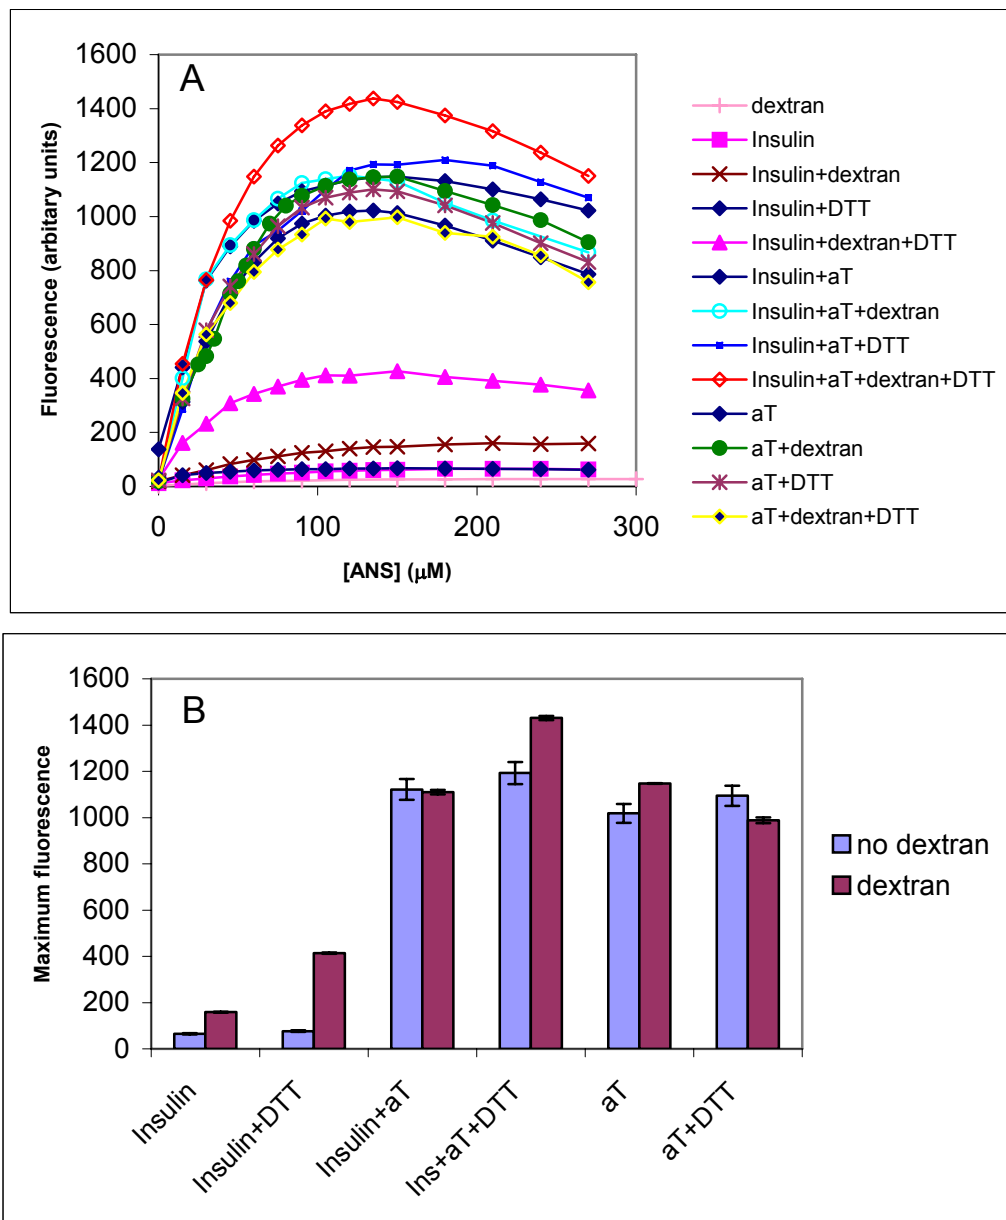 A
1600
1400
1200
1000
800
600
400
200
0
Fluorescence (arbitary units)
0 100 200 300
[ANS] (µM)
dextran
Insulin
Insulin+dextran
Insulin+DTT
Insulin+dextran+DTT
Insulin+aT
Insulin+aT+dextran
Insulin+aT+DTT
Insulin+aT+dextran+DTT
aT
aT+dextran
aT+DTT
aT+dextran+DTT
B
1600
1400
1200
1000
800
600
400
200
0
Maximum fluorescence
Insulin
Insulin+DTT
Insulin+aT
Ins+aT+DTT
aT
aT+DTT
no dextran
dextran